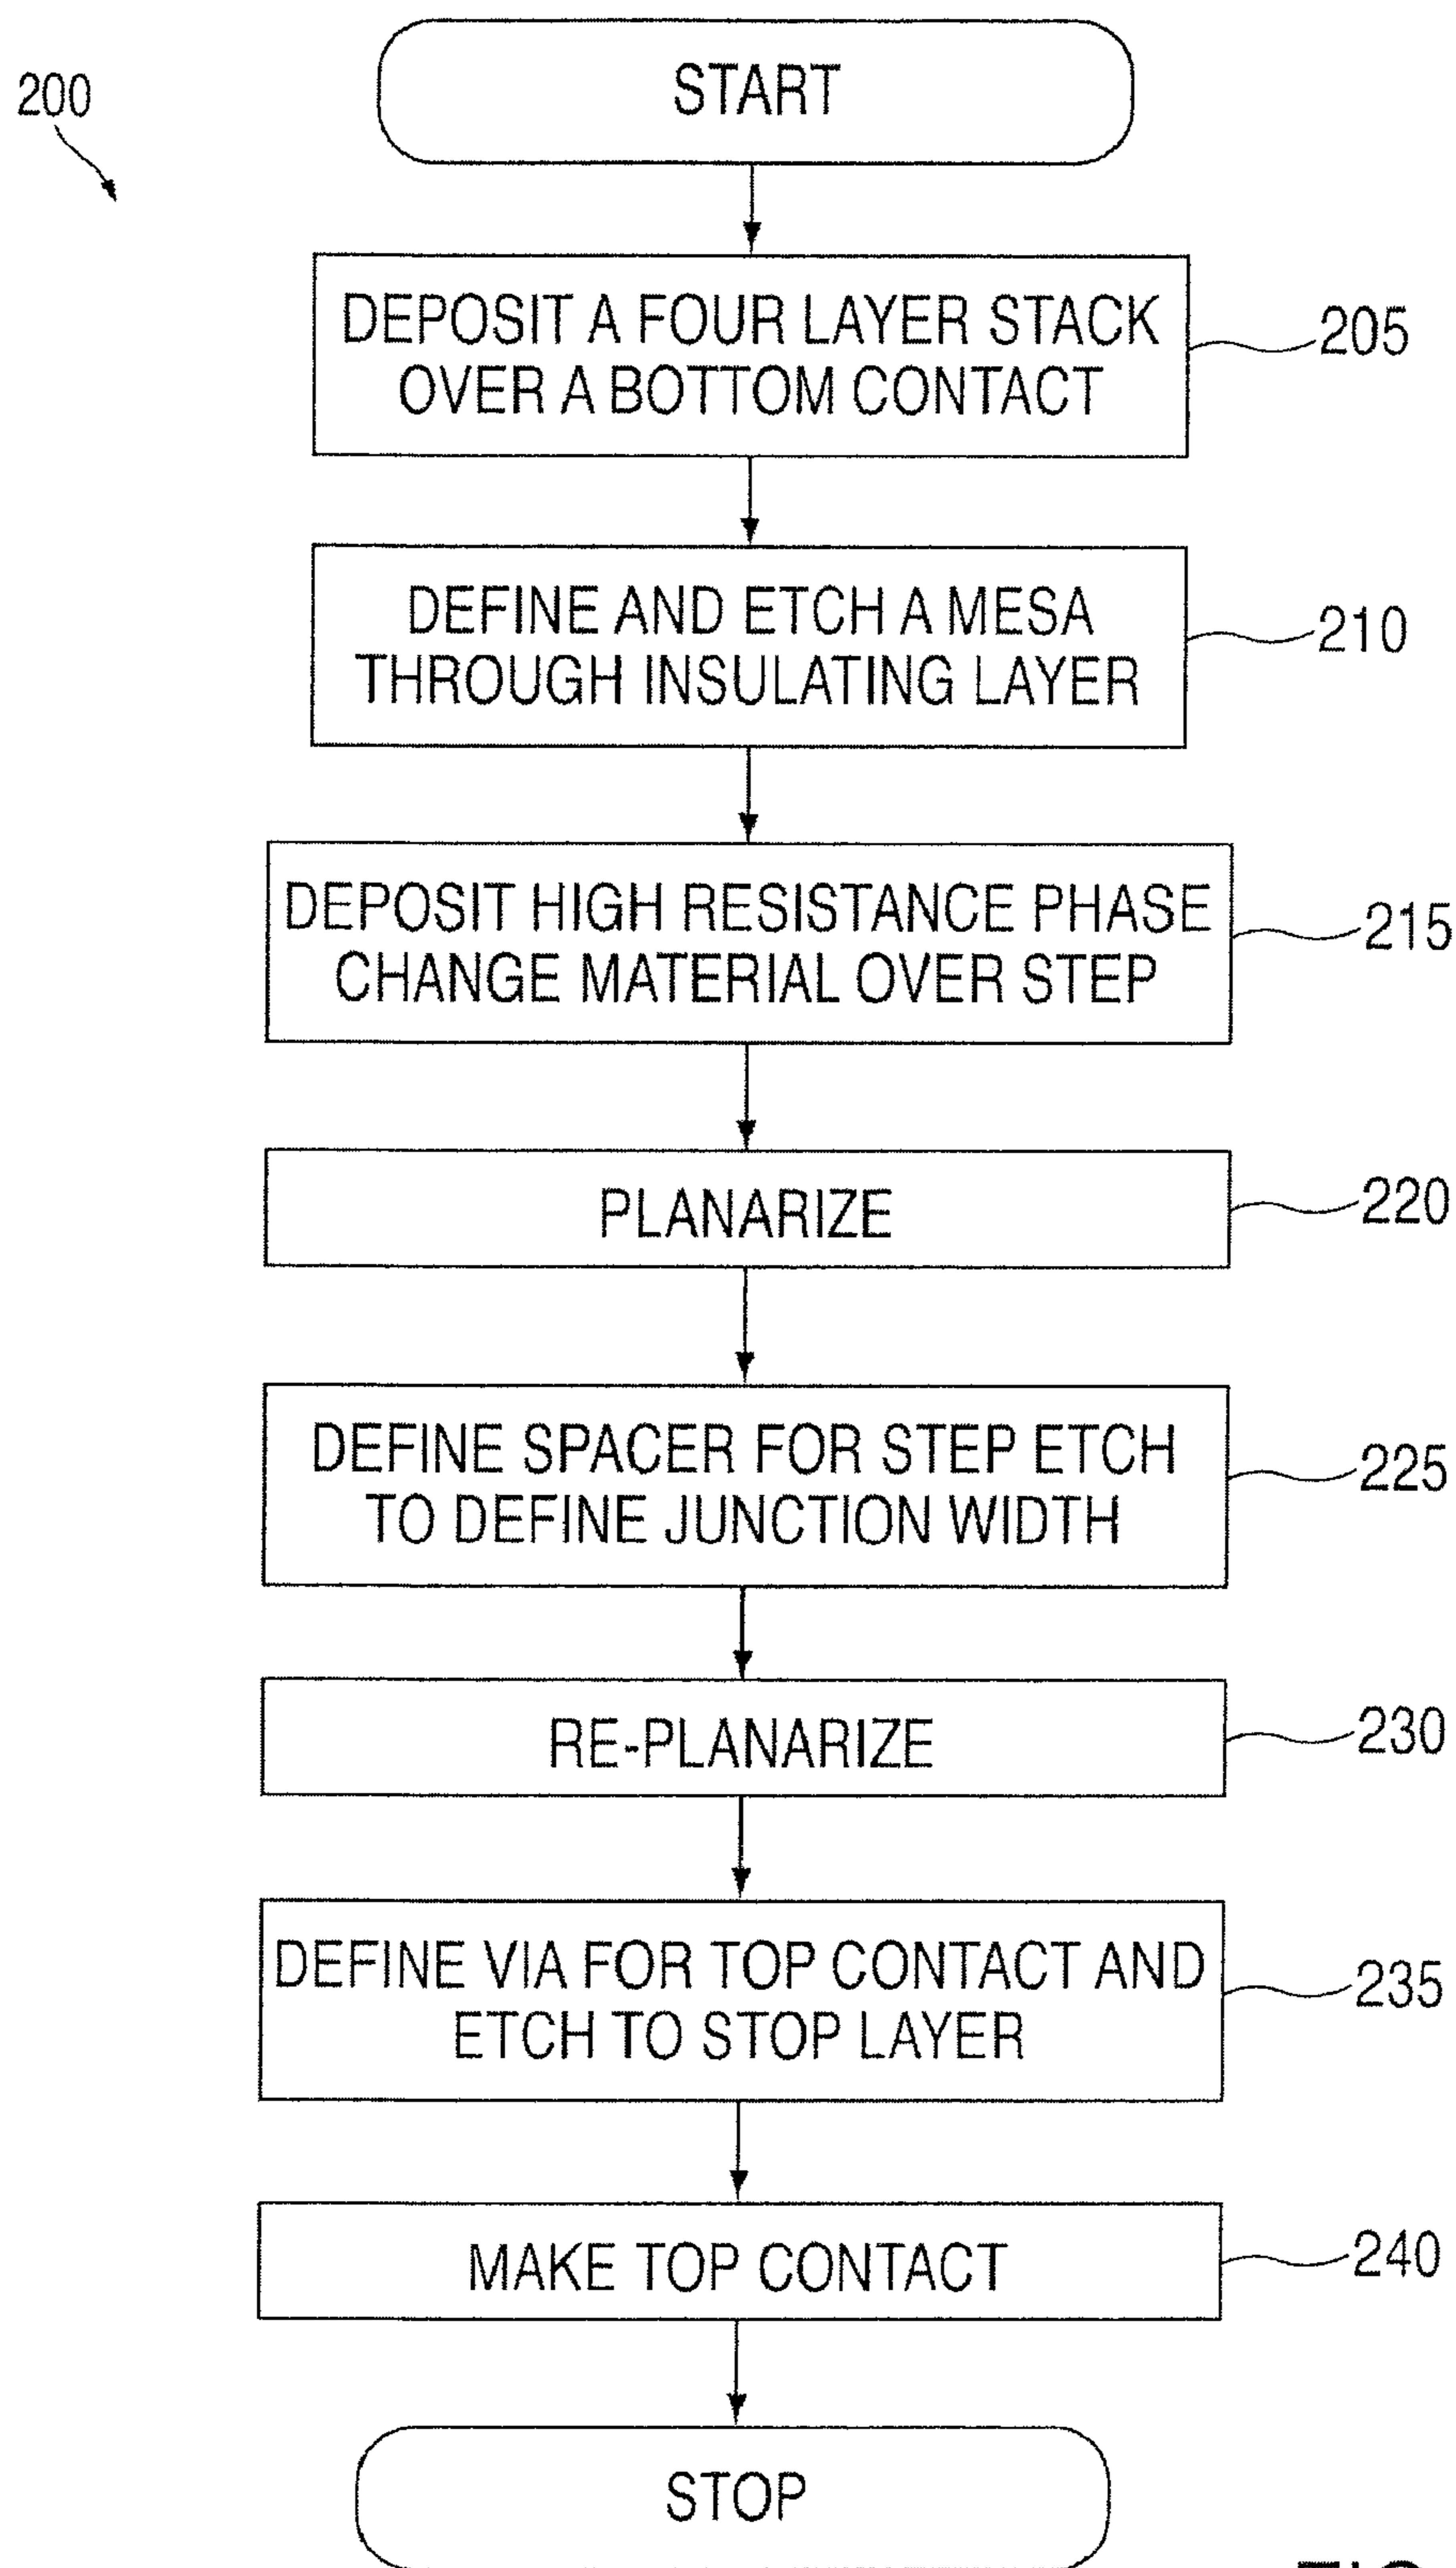 200
START
DEPOSIT A FOUR LAYER STACK
OVER A BOTTOM CONTACT
205
DEFINE AND ETCH A MESA
THROUGH INSULATING LAYER
210
DEPOSIT HIGH RESISTANCE PHASE
CHANGE MATERIAL OVER STEP
215
PLANARIZE
220
DEFINE SPACER FOR STEP ETCH
TO DEFINE JUNCTION WIDTH
225
RE-PLANARIZE
230
DEFINE VIA FOR TOP CONTACT AND
ETCH TO STOP LAYER
235
MAKE TOP CONTACT
240
STOP